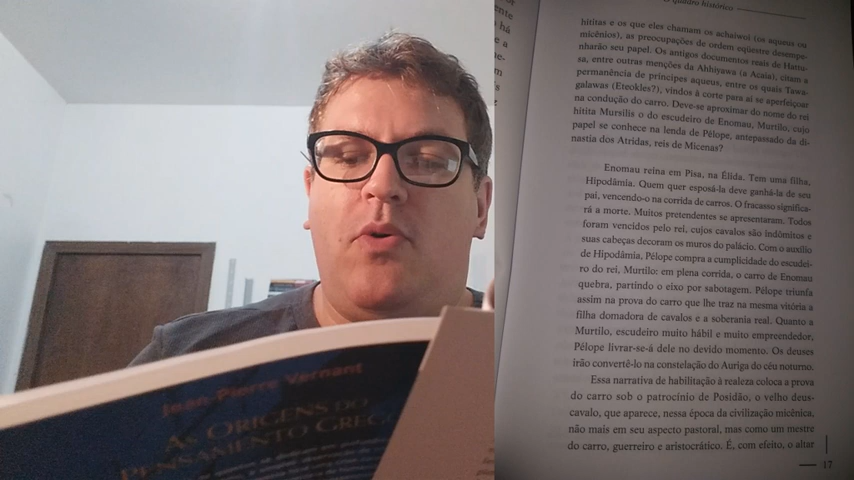 Jean-Pierre Vernant
AS ORIGENS DO
PENSAMENTO GREGO
O quadro histórico
hititas e os que eles chamam os achaiwoi (os aqueus ou
micênios), as preocupações de ordem eqüestre desempe-
nharão seu papel. Os antigos documentos reais de Hattu-
sa, entre outras menções da Ahhiyawa (a Acaia), citam a
permanência de príncipes aqueus, entre os quais Tawa-
galawas (Eteokles?), vindos à corte para aí se aperfeiçoar
na condução do carro. Deve-se aproximar do nome do rei
hitita Mursilis o do escudeiro de Enomau, Murtilo, cujo
papel se conhece na lenda de Pélope, antepassado da di-
nastia dos Atridas, reis de Micenas?
Enomau reina em Pisa, na Élida. Tem uma filha,
Hipodâmia. Quem quer esposá-la deve ganhá-la de seu
pai, vencendo-o na corrida de carros. O fracasso significa-
rá a morte. Muitos pretendentes se apresentaram. Todos
foram vencidos pelo rei, cujos cavalos são indômitos e
suas cabeças decoram os muros do palácio. Com o auxílio
de Hipodâmia, Pélope compra a cumplicidade do escudei-
ro do rei, Murtilo: em plena corrida, o carro de Enomau
quebra, partindo o eixo por sabotagem. Pélope triunfa
assim na prova do carro que lhe traz na mesma vitória a
filha domadora de cavalos e a soberania real. Quanto a
Murtilo, escudeiro muito hábil e muito empreendedor,
Pélope livrar-se-á dele no devido momento. Os deuses
irão convertê-lo na constelação do Auriga do céu noturno.
Essa narrativa de habilitação à realeza coloca a prova
do carro sob o patrocínio de Posidão, o velho deus-
cavalo, que aparece, nessa época da civilização micênica,
não mais em seu aspecto pastoral, mas como um mestre
do carro, guerreiro e aristocrático. É, com efeito, o altar
17